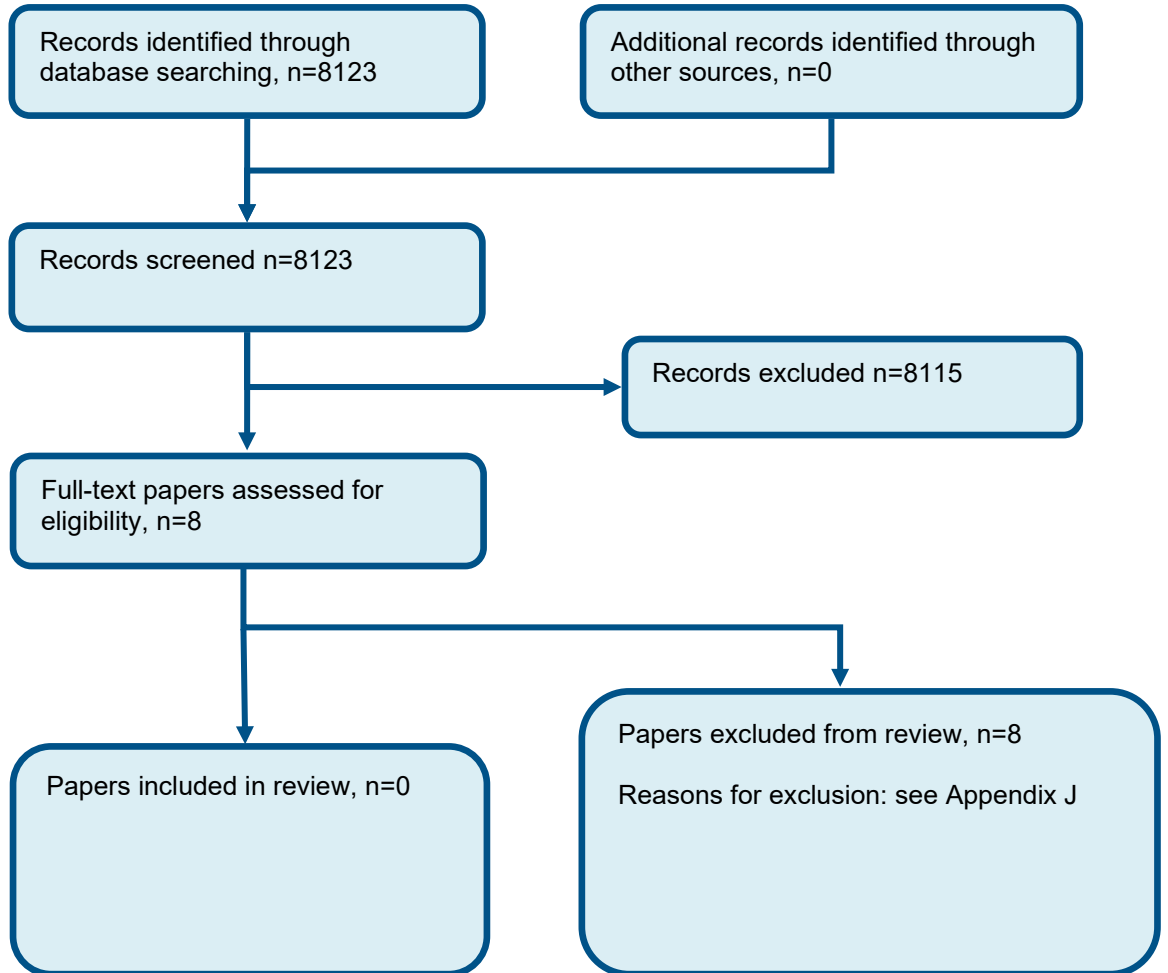 Records identified through
database searching, n=8123
Additional records identified through
other sources, n=0
Records screened n=8123
Records excluded n=8115
Full-text papers assessed for
eligibility, n=8
Papers included in review, n=0
Papers excluded from review, n=8
Reasons for exclusion: see Appendix J